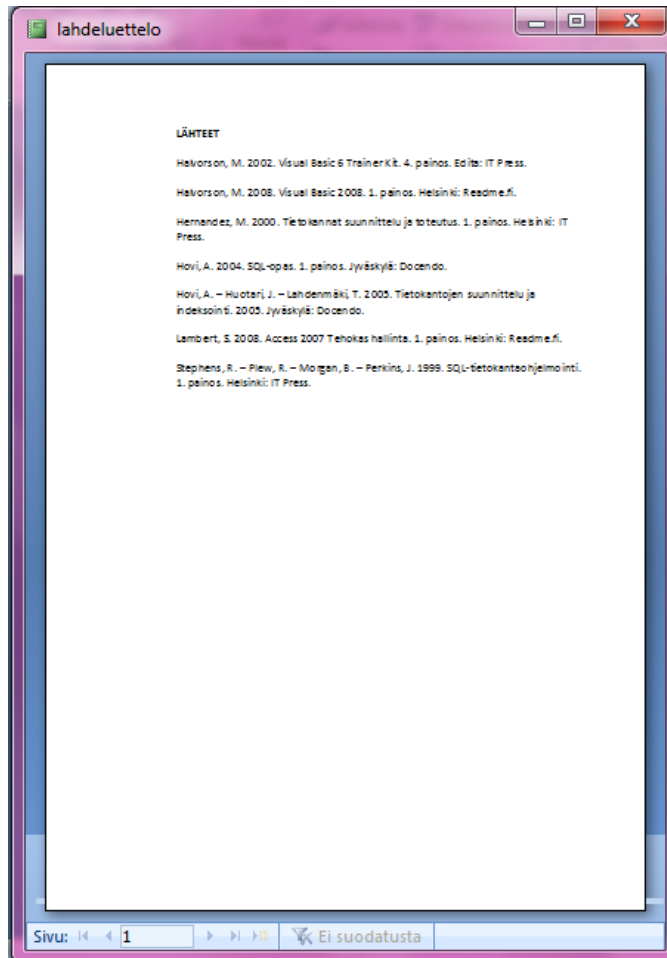 lahdeluettelo
LÄHTEET
Halvorson, M. 2002. Visual Basic 6 Trainer Kit. 4. painos. Edita: IT Press.
Halvorson, M. 2008. Visual Basic 2008. 1. painos. Helsinki: Readme.fi.
Hernandez, M. 2000. Tietokannat suunnittelu ja toteutus. 1. painos. Helsinki: IT
Press.
Hovi, A. 2004. SQL-opas. 1. painos. Jyväskylä: Docendo.
Hovi, A. – Huotari, J. – Lahdenmäki, T. 2005. Tietokantojen suunnittelu ja
indeksointi. 2005. Jyväskylä: Docendo.
Lambert, S. 2008. Access 2007 Tehokas hallinta. 1. painos. Helsinki: Readme.fi.
Stephens, R. – Plew, R. – Morgan, B. – Perkins, J. 1999. SQL-tietokantaohjelmointi.
1. painos. Helsinki: IT Press.
Sivu: 1 Ei suodatusta